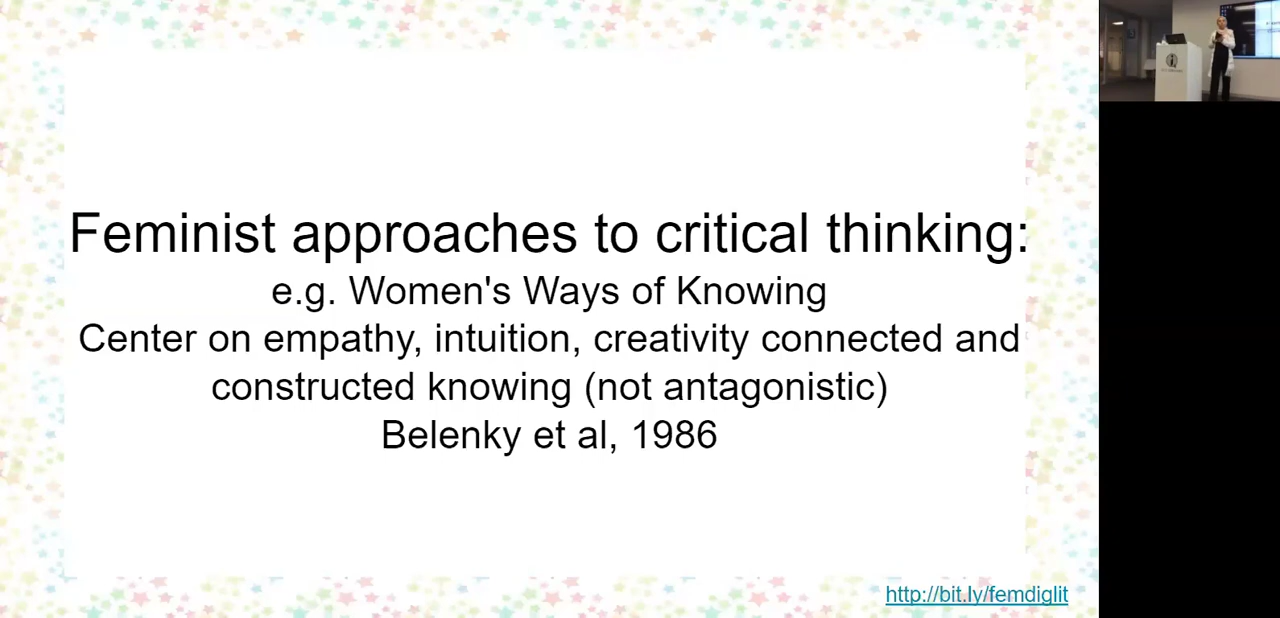 Feminist approaches to critical thinking:
e.g. Women's Ways of Knowing
Center on empathy, intuition, creativity connected and
constructed knowing (not antagonistic)
Belenky et al, 1986
http://bit.ly/femdiglit